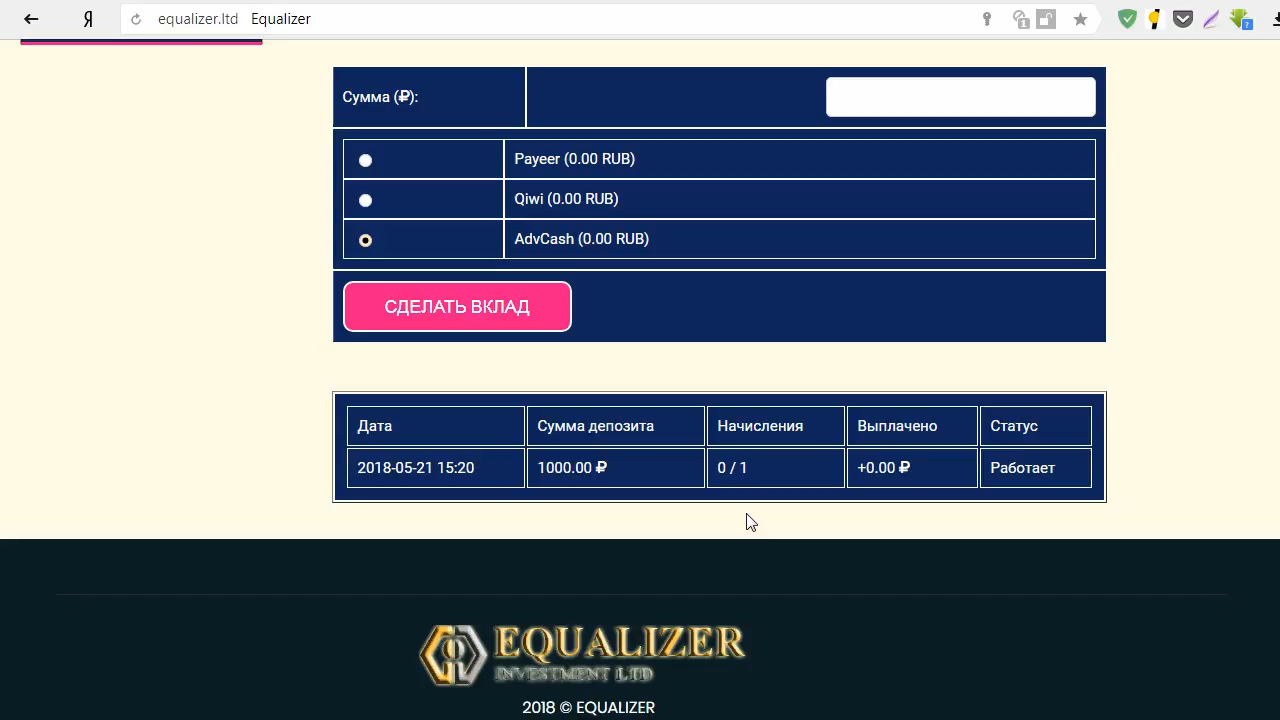 Я equalizer.ltd Equalizer
Сумма (₽):
Payeer (0.00 RUB)
Qiwi (0.00 RUB)
AdvCash (0.00 RUB)
СДЕЛАТЬ ВКЛАД
Дата Сумма депозита Начисления Выплачено Статус
2018-05-21 15:20 1000.00 ₽ 0 / 1 +0.00 ₽ Работает
EQUALIZER
INVESTMENT LTD
2018 © EQUALIZER